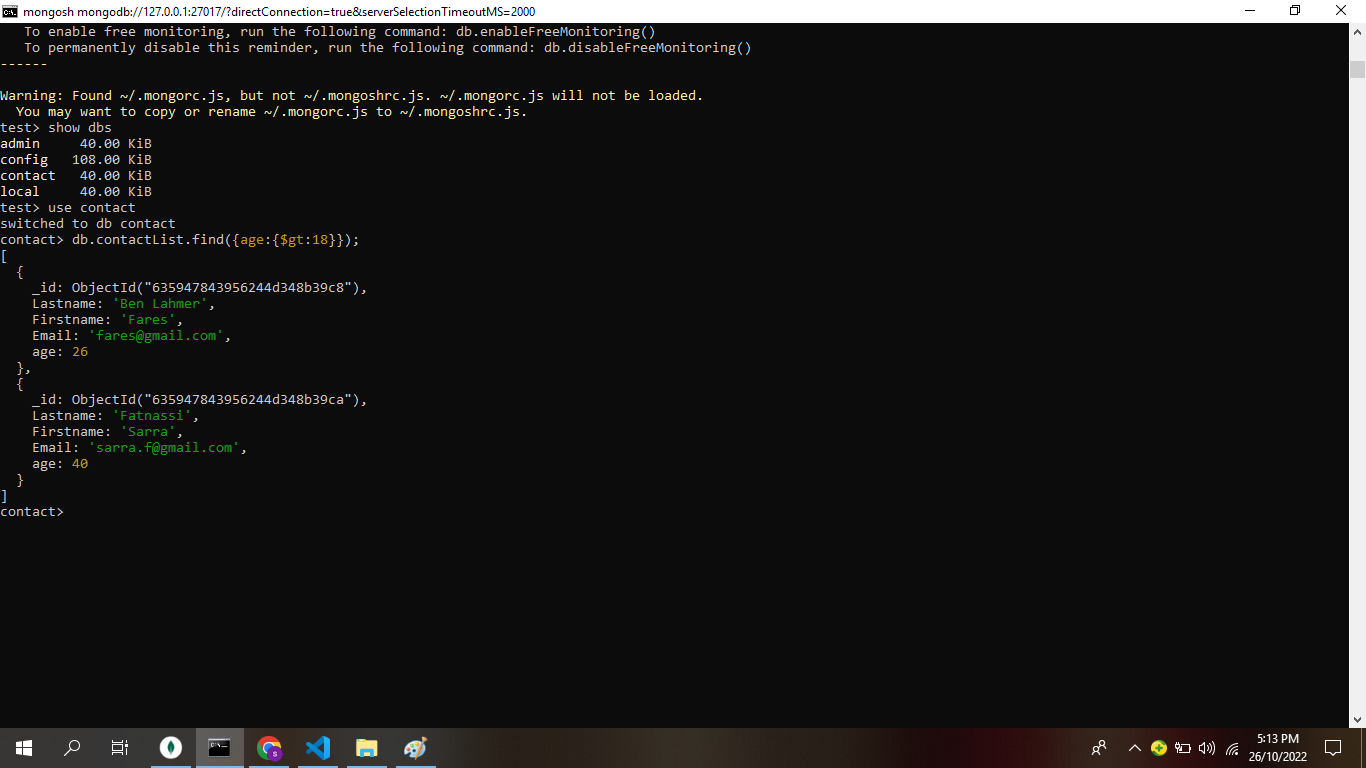 mongosh mongodb://127.0.0.1:27017/?directConnection=true&serverSelectionTimeoutMS=2000
   To enable free monitoring, run the following command: db.enableFreeMonitoring()
   To permanently disable this reminder, run the following command: db.disableFreeMonitoring()
------
Warning: Found ~/.mongorc.js, but not ~/.mongoshrc.js. ~/.mongorc.js will not be loaded.
  You may want to copy or rename ~/.mongorc.js to ~/.mongoshrc.js.
test> show dbs
admin     40.00 KiB
config   108.00 KiB
contact   40.00 KiB
local     40.00 KiB
test> use contact
switched to db contact
contact> db.contactList.find({age:{$gt:18}});
[
  {
    _id: ObjectId("635947843956244d348b39c8"),
    Lastname: 'Ben Lahmer',
    Firstname: 'Fares',
    Email: 'fares@gmail.com',
    age: 26
  },
  {
    _id: ObjectId("635947843956244d348b39ca"),
    Lastname: 'Fatnassi',
    Firstname: 'Sarra',
    Email: 'sarra.f@gmail.com',
    age: 40
  }
]
contact>
5:13 PM
26/10/2022